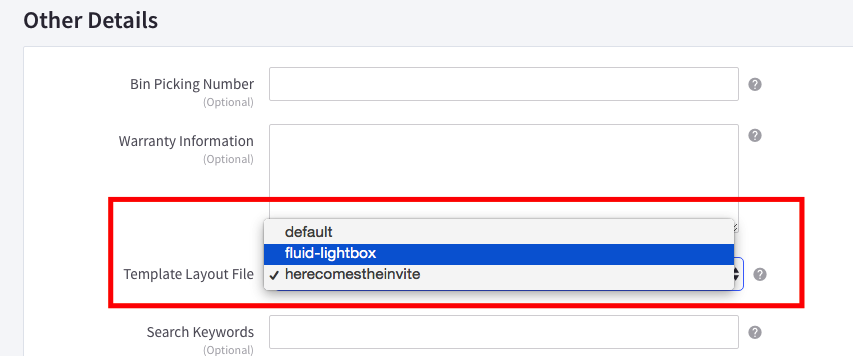 Other Details
Bin Picking Number
(Optional)
Warranty Information
(Optional)
default
fluid-lightbox
Template Layout File
✓ herecomestheinvite
Search Keywords
(Optional)